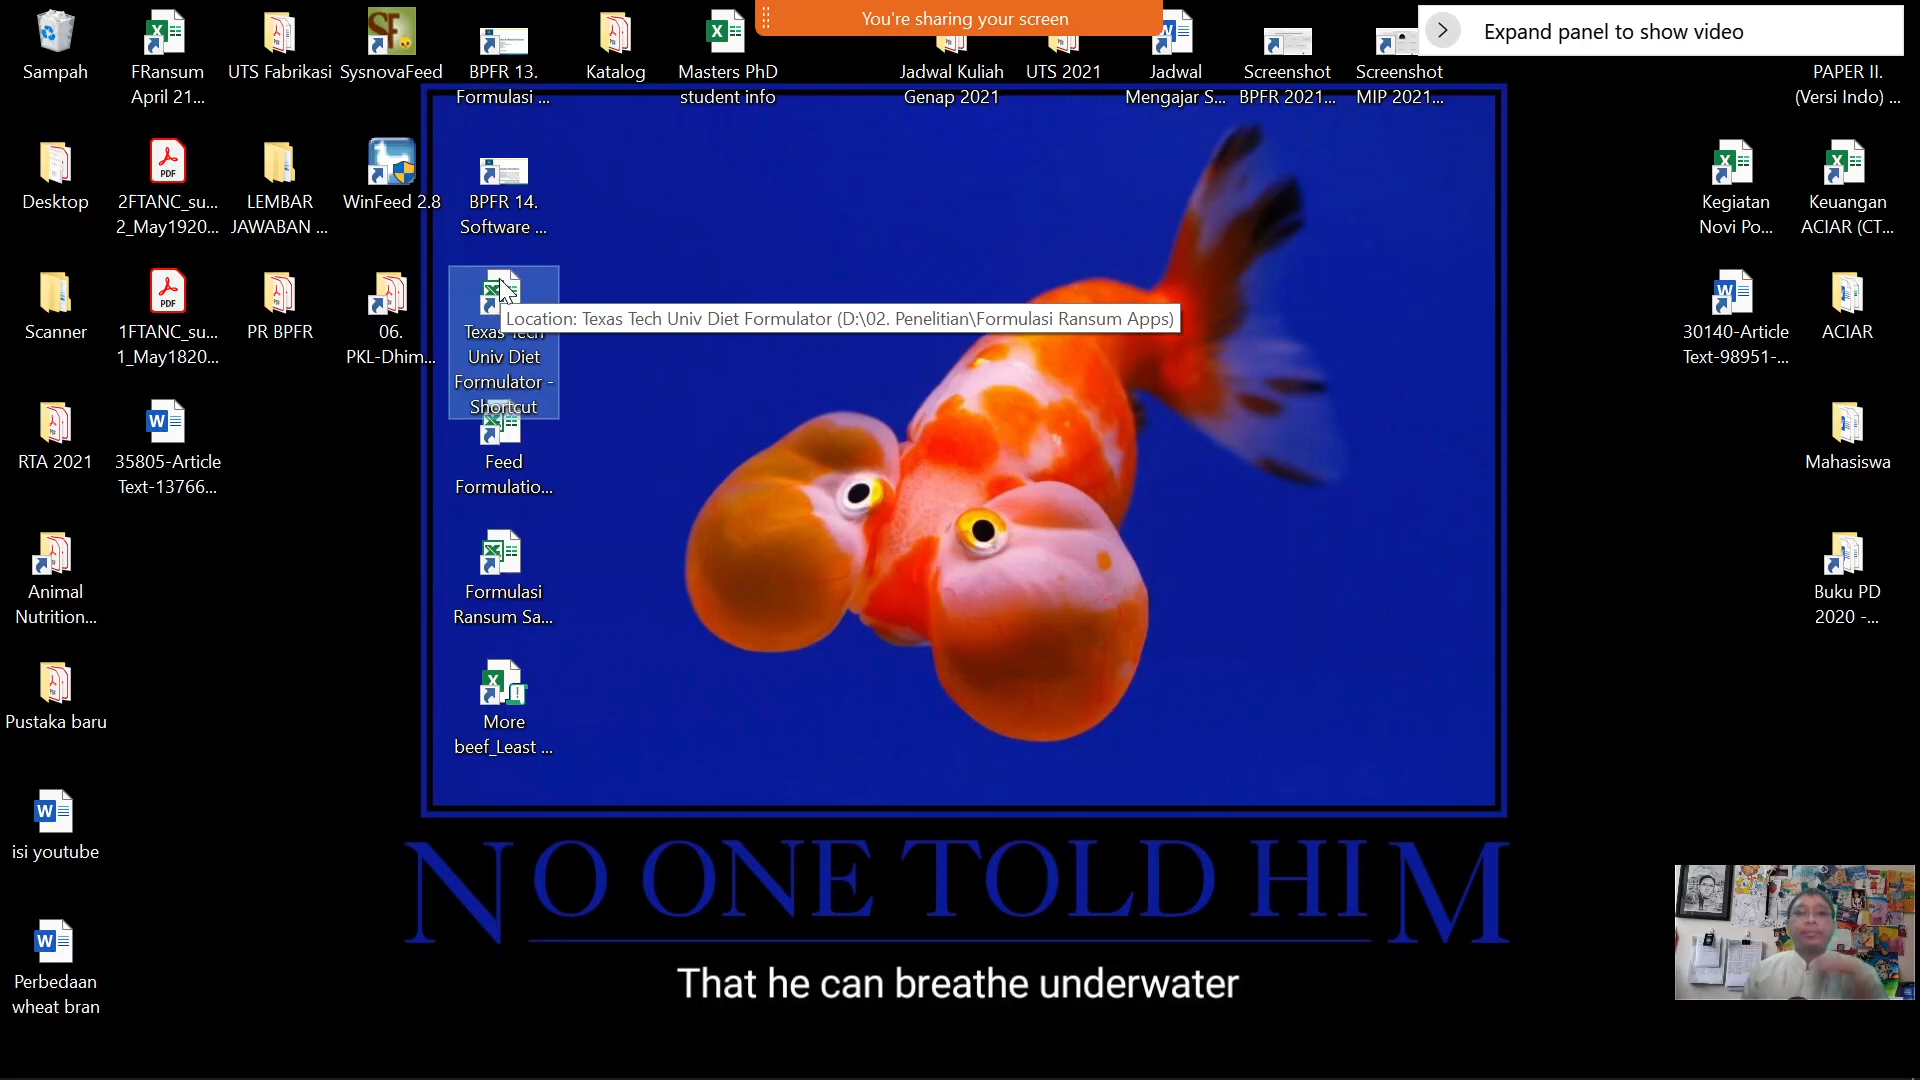 You're sharing your screen
Expand panel to show video
Sampah
FRansum
April 21...
UTS Fabrikasi
SysnovaFeed
BPFR 13.
Formulasi ...
Katalog
Masters PhD
student info
Jadwal Kuliah
Genap 2021
UTS 2021
Jadwal
Mengajar S...
Screenshot
BPFR 2021...
Screenshot
MIP 2021...
PAPER II.
(Versi Indo) ...
Desktop
2FTANC_su...
2_May1920...
LEMBAR
JAWABAN ...
WinFeed 2.8
BPFR 14.
Software ...
Kegiatan
Novi Po...
Keuangan
ACIAR (CT...
Scanner
1FTANC_su...
1_May1820...
PR BPFR
06.
PKL-Dhim...
Location: Texas Tech Univ Diet Formulator (D:\02. Penelitian\Formulasi Ransum Apps)
Texas Tech
Univ Diet
Formulator -
Shortcut
30140-Article
Text-98951-...
ACIAR
RTA 2021
35805-Article
Text-13766...
Feed
Formulatio...
Mahasiswa
Animal
Nutrition...
Formulasi
Ransum Sa...
Buku PD
2020 -...
Pustaka baru
More
beef_Least ...
isi youtube
Perbedaan
wheat bran
NO ONE TOLD HIM
That he can breathe underwater